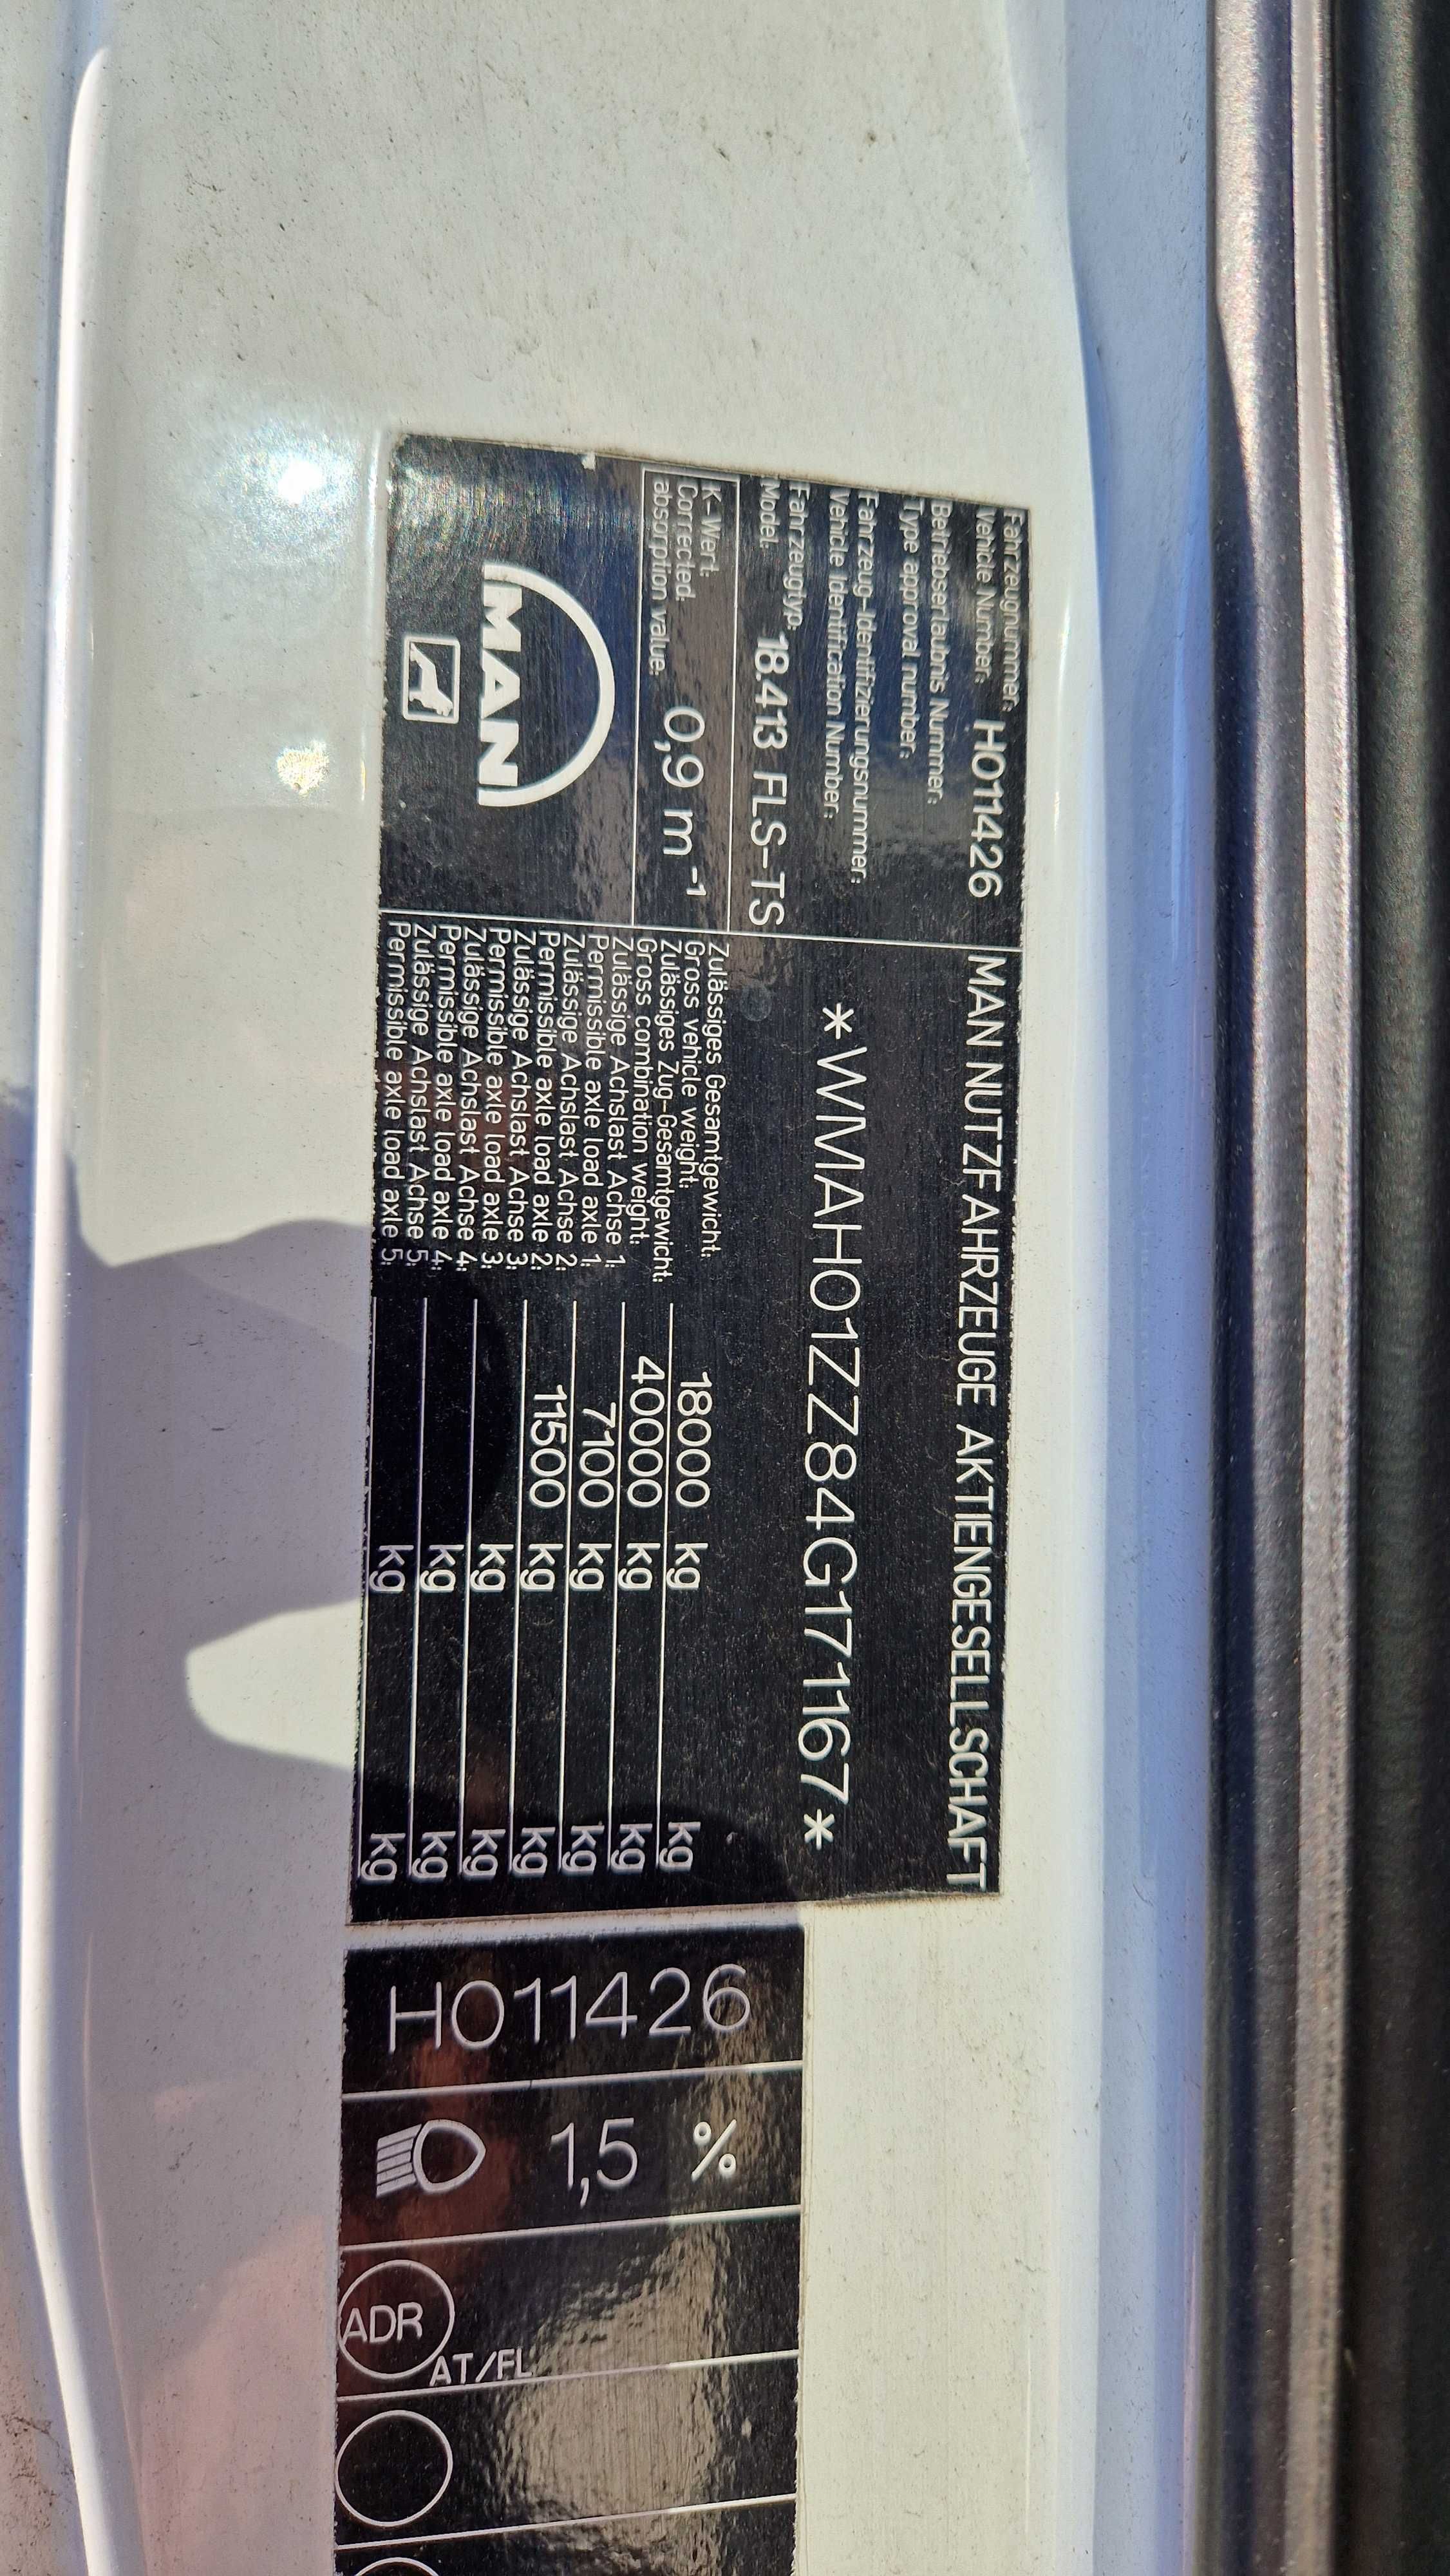 Fahrzeugnummer:
Vehicle Number: H011426
MAN NUTZFAHRZEUGE AKTIENGESELLSCHAFT
Betriebserlaubnis Nummer:
Type approval number:
Fahrzeug-Identifizierungsnummer:
Vehicle Identification Number:
*WMAH01ZZ84G171167*
Fahrzeugtyp:
Model: 18.413 FLS-TS
K-Wert:
Corrected
absorption value: 0,9 m⁻¹
MAN
Zulässiges Gesamtgewicht:
Gross vehicle weight: 18000 kg kg
Zulässiges Zug-Gesamtgewicht:
Gross combination weight: 40000 kg kg
Zulässige Achslast Achse 1:
Permissible axle load axle 1: 7100 kg kg
Zulässige Achslast Achse 2:
Permissible axle load axle 2: 11500 kg kg
Zulässige Achslast Achse 3:
Permissible axle load axle 3: kg kg
Zulässige Achslast Achse 4:
Permissible axle load axle 4: kg kg
Zulässige Achslast Achse 5:
Permissible axle load axle 5: kg kg
H011426
1,5 %
ADR
AT/FL